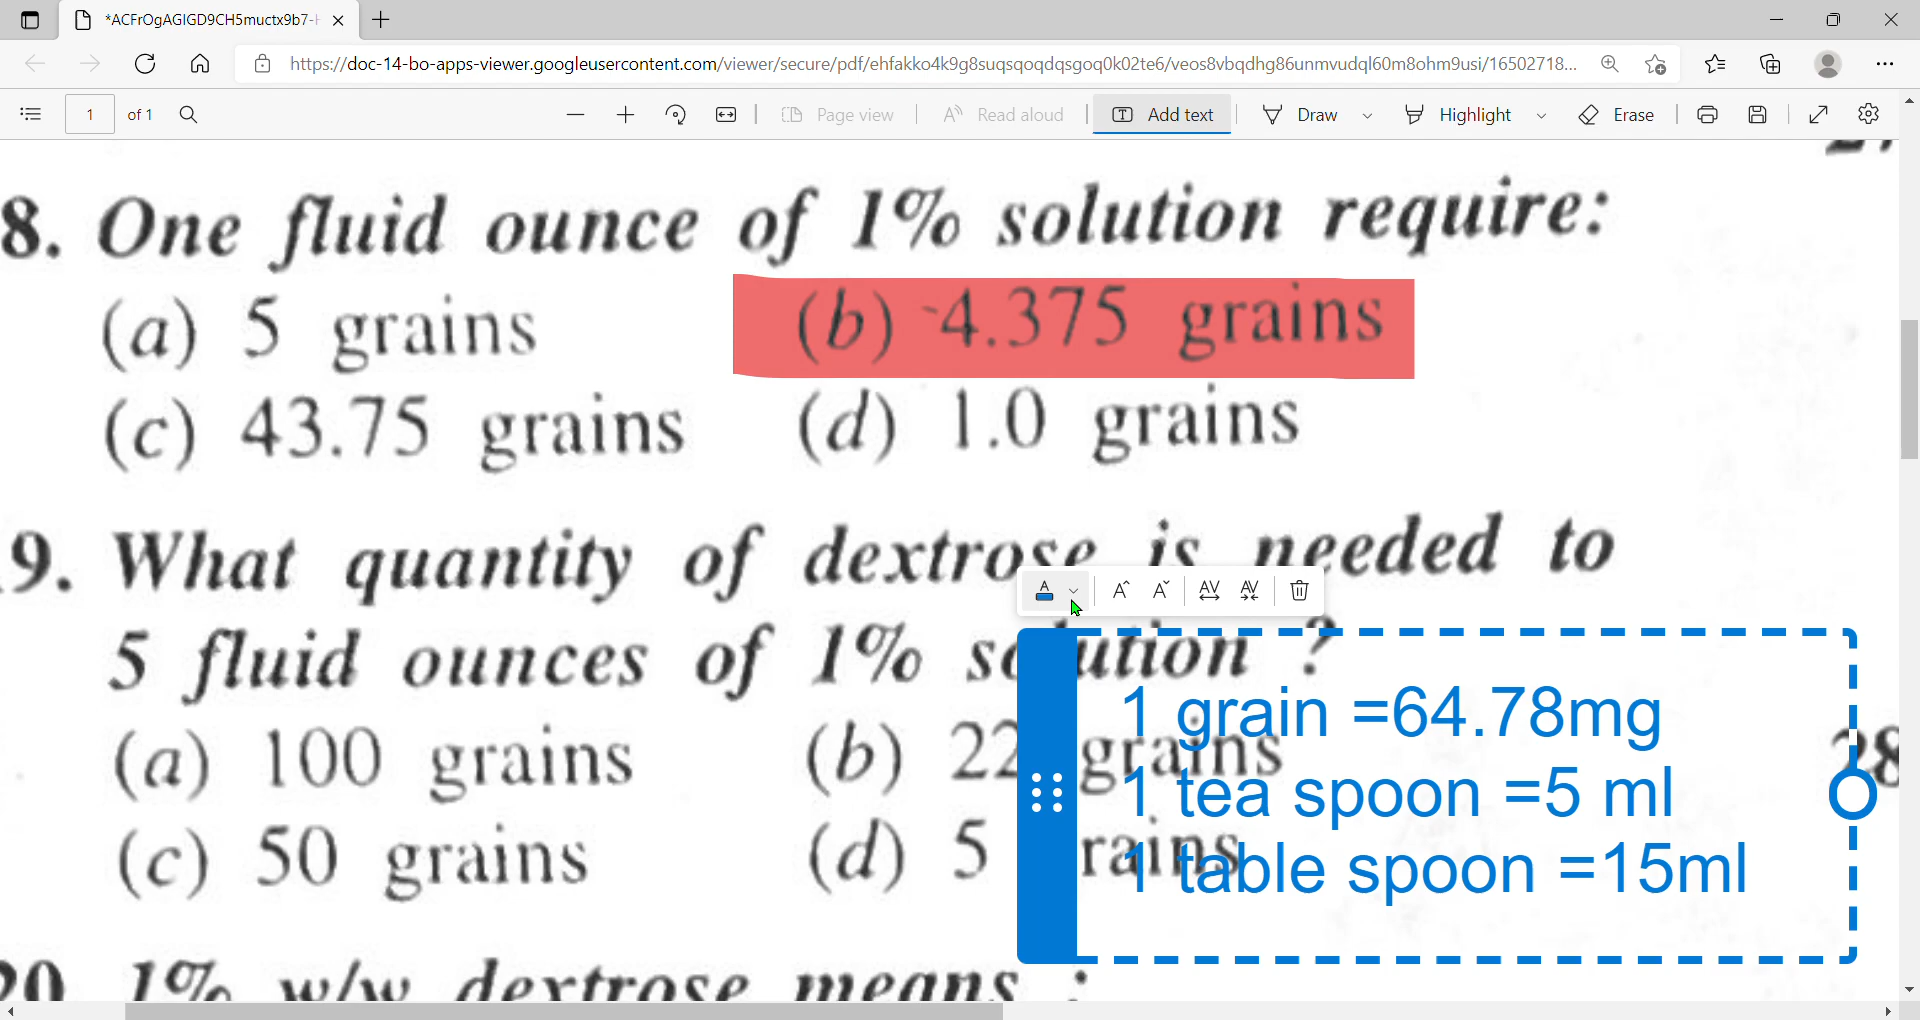 *ACFrOgAGIGD9CH5muctx9b7-
https://doc-14-bo-apps-viewer.googleusercontent.com/viewer/secure/pdf/ehfakko4k9g8suqsqoqdqsgoq0k02te6/veos8vbqdhg86unmvudql60m8ohm9usi/16502718...
1 of 1 Page view Read aloud Add text Draw Highlight Erase
8. One fluid ounce of 1% solution require:
(a) 5 grains (b) 4.375 grains
(c) 43.75 grains (d) 1.0 grains
9. What quantity of dextrose is needed to
5 fluid ounces of 1% solution ?
(a) 100 grains (b) 22 grains
(c) 50 grains (d) 5 rains
1 grain =64.78mg
1 tea spoon =5 ml
1 table spoon =15ml
28
20. 1% w/w dextrose means :